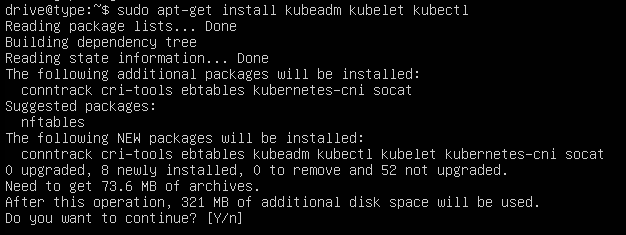 drive@type:~$ sudo apt-get install kubeadm kubelet kubectl
Reading package lists... Done
Building dependency tree
Reading state information... Done
The following additional packages will be installed:
  conntrack cri-tools ebtables kubernetes-cni socat
Suggested packages:
  nftables
The following NEW packages will be installed:
  conntrack cri-tools ebtables kubeadm kubectl kubelet kubernetes-cni socat
0 upgraded, 8 newly installed, 0 to remove and 52 not upgraded.
Need to get 73.6 MB of archives.
After this operation, 321 MB of additional disk space will be used.
Do you want to continue? [Y/n]